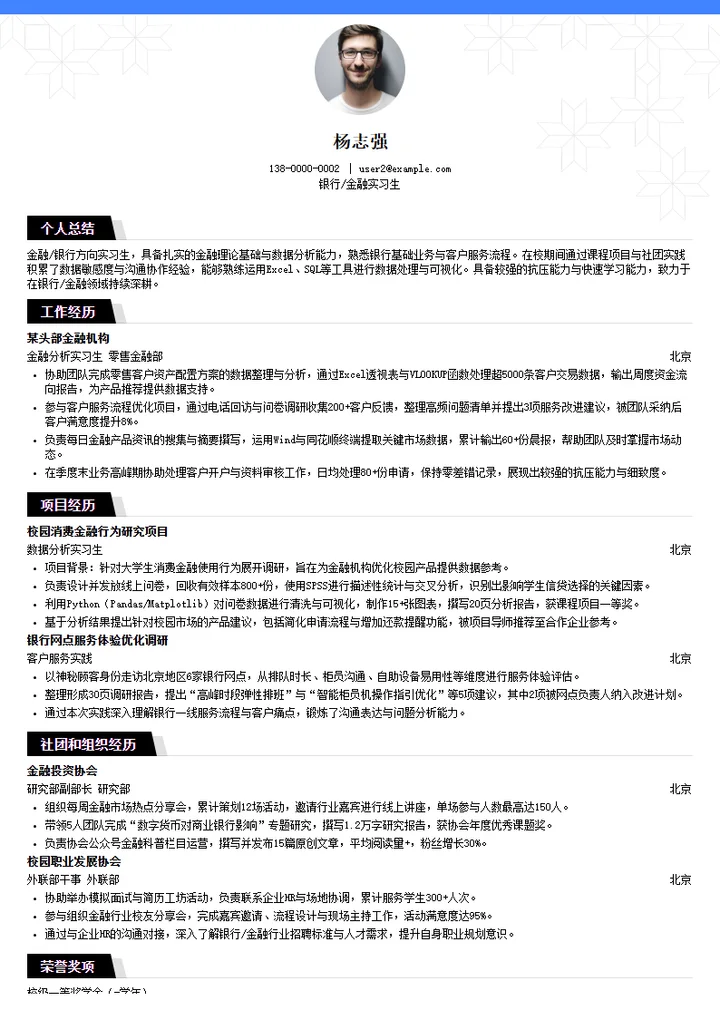 杨志强
138-0000-0002 | user2@example.com
银行/金融实习生
个人总结
金融/银行方向实习生，具备扎实的金融理论基础与数据分析能力，熟悉银行基础业务与客户服务流程。在校期间通过课程项目与社团实践
积累了数据敏感度与沟通协作经验，能够熟练运用Excel、SQL等工具进行数据处理与可视化。具备较强的抗压能力与快速学习能力，致力于
在银行/金融领域持续深耕。
工作经历
某头部金融机构
金融分析实习生 零售金融部 北京
• 协助团队完成零售客户资产配置方案的数据整理与分析，通过Excel透视表与VLOOKUP函数处理超5000条客户交易数据，输出周度资金流
向报告，为产品推荐提供数据支持。
• 参与客户服务流程优化项目，通过电话回访与问卷调研收集200+客户反馈，整理高频问题清单并提出3项服务改进建议，被团队采纳后
客户满意度提升8%。
• 负责每日金融产品资讯的搜集与摘要撰写，运用Wind与同花顺终端提取关键市场数据，累计输出60+份晨报，帮助团队及时掌握市场动
态。
• 在季度末业务高峰期协助处理客户开户与资料审核工作，日均处理80+份申请，保持零差错记录，展现出较强的抗压能力与细致度。
项目经历
校园消费金融行为研究项目
数据分析实习生 北京
• 项目背景：针对大学生消费金融使用行为展开调研，旨在为金融机构优化校园产品提供数据参考。
• 负责设计并发放线上问卷，回收有效样本800+份，使用SPSS进行描述性统计与交叉分析，识别出影响学生信贷选择的关键因素。
• 利用Python（Pandas/Matplotlib）对问卷数据进行清洗与可视化，制作15+张图表，撰写20页分析报告，获课程项目一等奖。
• 基于分析结果提出针对校园市场的产品建议，包括简化申请流程与增加还款提醒功能，被项目导师推荐至合作企业参考。
银行网点服务体验优化调研
客户服务实践 北京
• 以神秘顾客身份走访北京地区6家银行网点，从排队时长、柜员沟通、自助设备易用性等维度进行服务体验评估。
• 整理形成30页调研报告，提出“高峰时段弹性排班”与“智能柜员机操作指引优化”等5项建议，其中2项被网点负责人纳入改进计划。
• 通过本次实践深入理解银行一线服务流程与客户痛点，锻炼了沟通表达与问题分析能力。
社团和组织经历
金融投资协会
研究部副部长 研究部 北京
• 组织每周金融市场热点分享会，累计策划12场活动，邀请行业嘉宾进行线上讲座，单场参与人数最高达150人。
• 带领5人团队完成“数字货币对商业银行影响”专题研究，撰写1.2万字研究报告，获协会年度优秀课题奖。
• 负责协会公众号金融科普栏目运营，撰写并发布15篇原创文章，平均阅读量+，粉丝增长30%。
校园职业发展协会
外联部干事 外联部 北京
• 协助举办模拟面试与简历工坊活动，负责联系企业HR与场地协调，累计服务学生300+人次。
• 参与组织金融行业校友分享会，完成嘉宾邀请、流程设计与现场主持工作，活动满意度达95%。
• 通过与企业HR的沟通对接，深入了解银行/金融行业招聘标准与人才需求，提升自身职业规划意识。
荣誉奖项
校级一等奖学金（-学年）